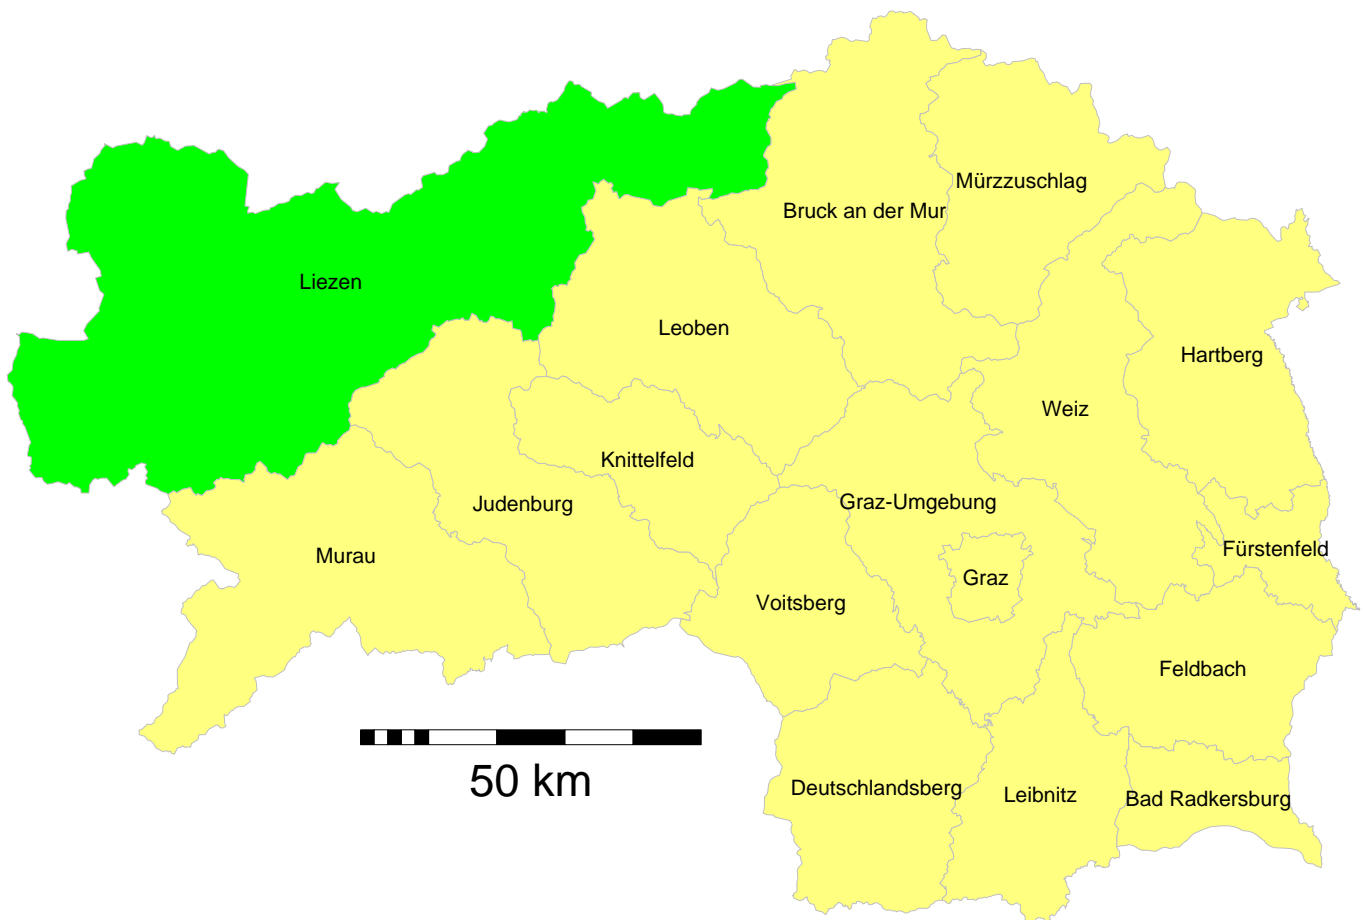 Mürzzuschlag
Bruck an der Mur
Liezen
Leoben
Hartberg
Weiz
Knittelfeld
Judenburg
Graz-Umgebung
Fürstenfeld
Murau
Graz
Voitsberg
Feldbach
50 km
Deutschlandsberg
Leibnitz
Bad Radkersburg